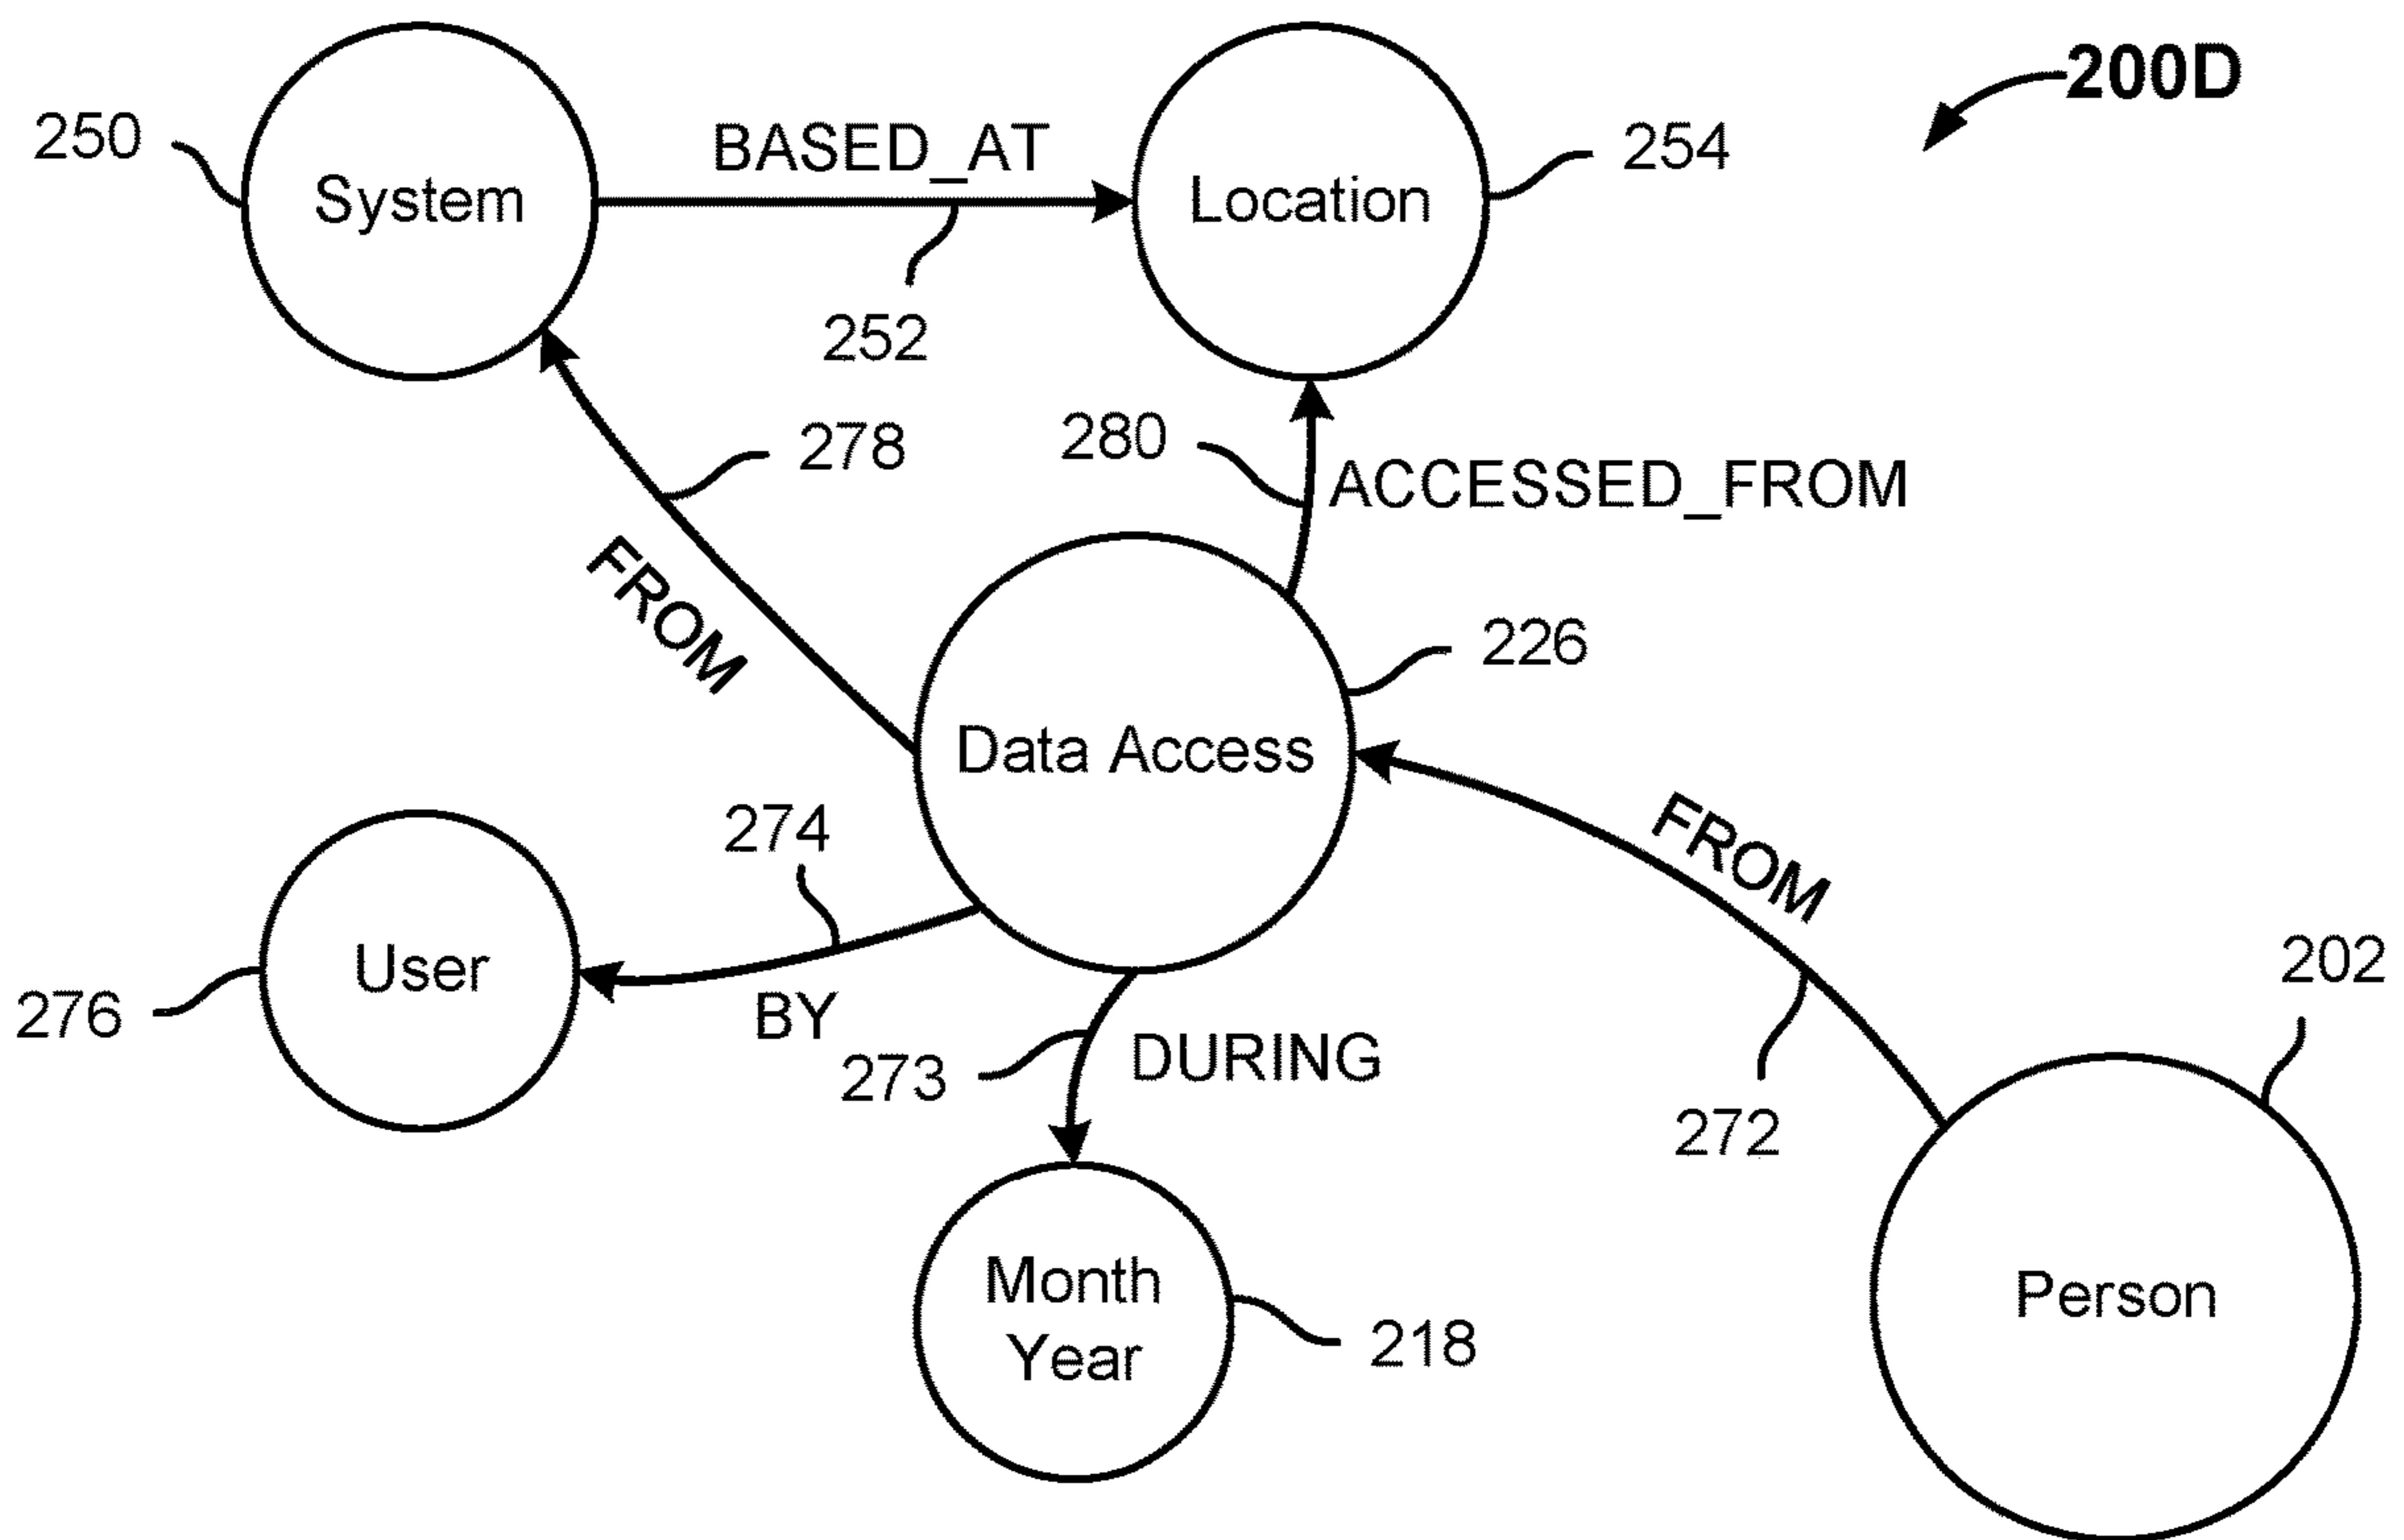 200D
250
System
BASED_AT
252
Location
254
278
FROM
280
ACCESSED_FROM
226
Data Access
FROM
272
202
Person
274
BY
User
276
273
DURING
Month
Year
218